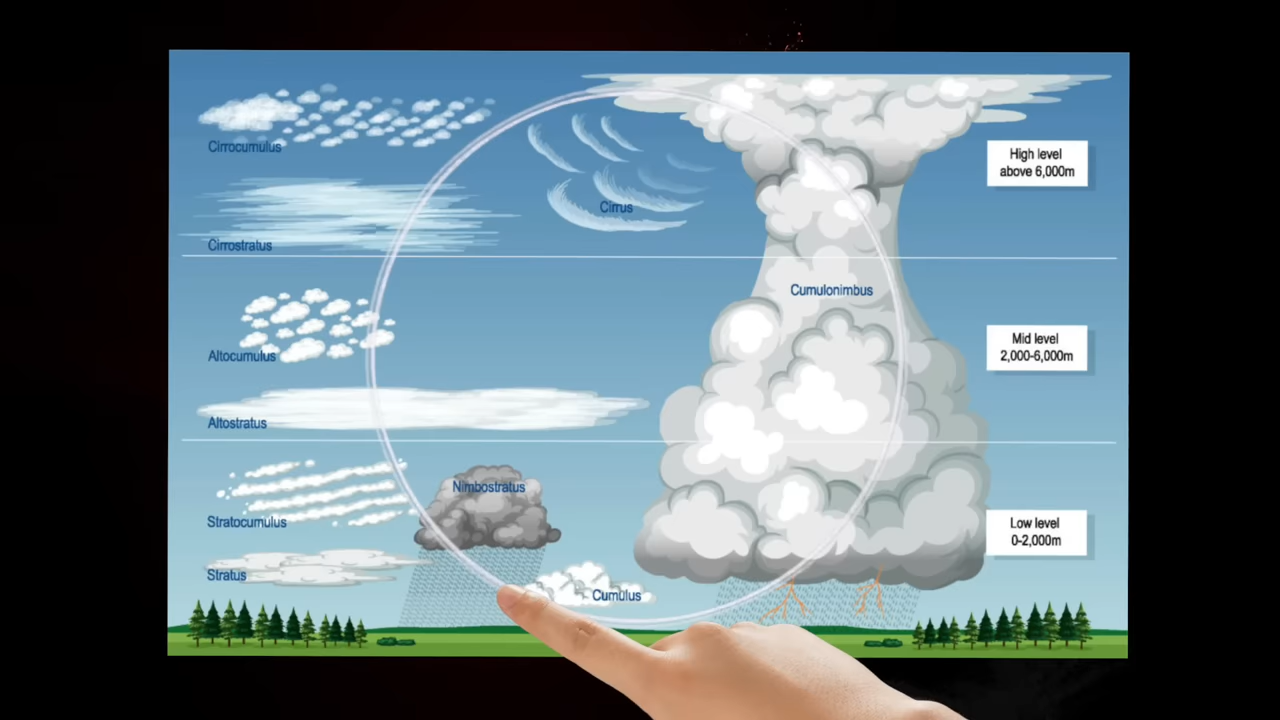 Cirrocumulus
High level
above 6,000m
Cirrus
Cirrostratus
Cumulonimbus
Mid level
2,000-6,000m
Altocumulus
Altostratus
Nimbostratus
Stratocumulus
Low level
0-2,000m
Stratus
Cumulus